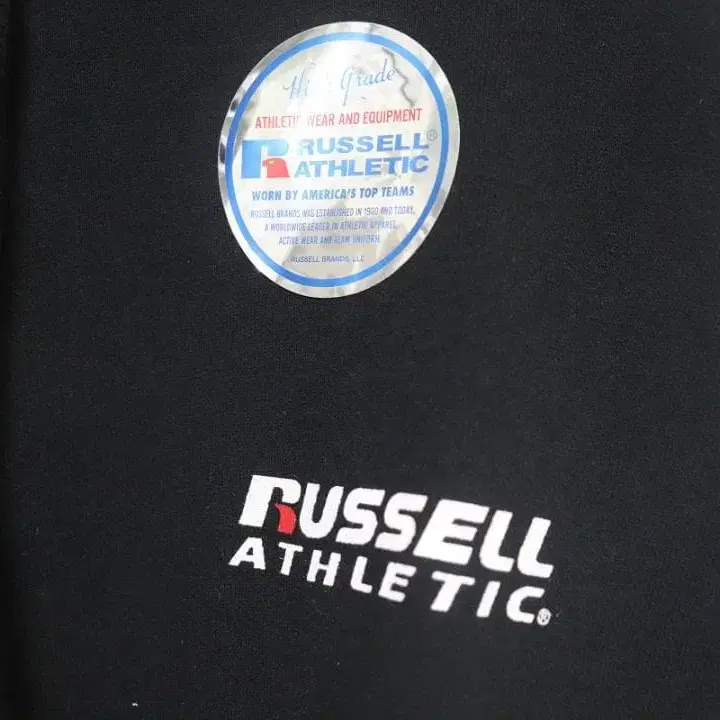 High Grade
ATHLETIC WEAR AND EQUIPMENT
RUSSELL®
ATHLETIC
WORN BY AMERICA'S TOP TEAMS
RUSSELL BRANDS WAS ESTABLISHED IN 1902 AND TODAY,
A WORLDWIDE LEADER IN ATHLETIC APPAREL,
ACTIVE WEAR AND TEAM UNIFORM.
RUSSELL BRANDS, LLC
RUSSELL
ATHLETIC®